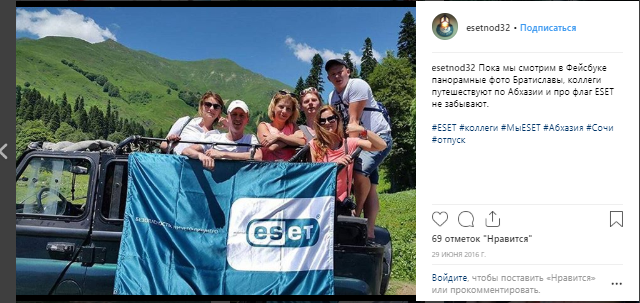 esetnod32 • Подписаться
esetnod32 Пока мы смотрим в Фейсбуке
панорамные фото Братиславы, коллеги
путешествуют по Абхазии и про флаг ESET
не забывают.
#ESET #коллеги #МыESET #Абхазия #Сочи
#отпуск
eset
69 отметок "Нравится"
29 ИЮНЯ 2016 Г.
Войдите, чтобы поставить «Нравится»
или прокомментировать.